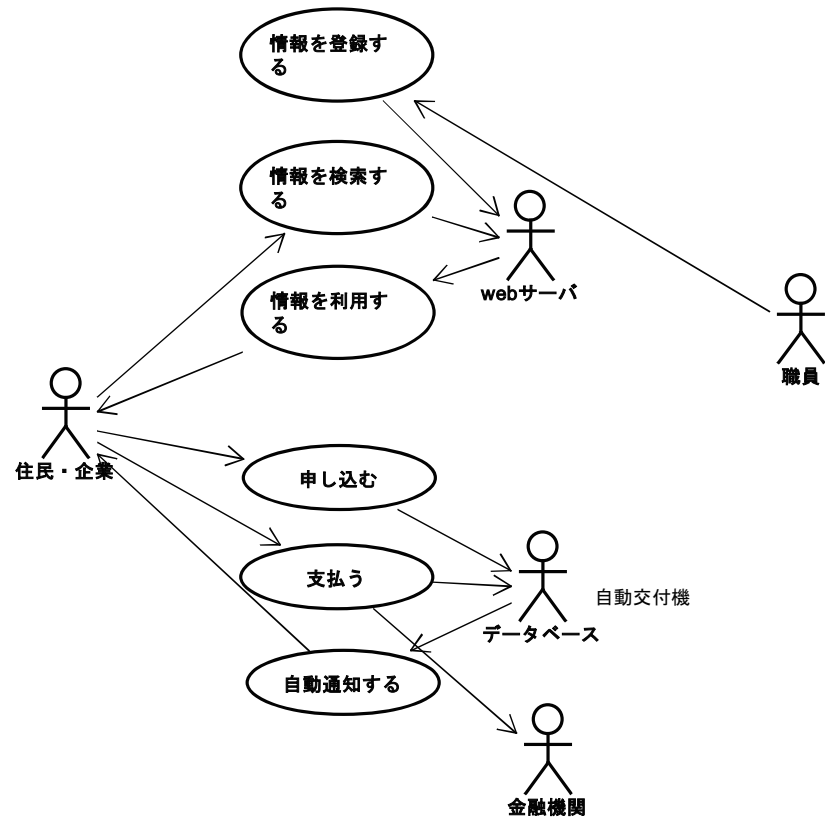 情報を登録す
る
情報を検索す
る
webサーバ
情報を利用す
る
職員
住民・企業
申し込む
支払う
自動交付機
データベース
自動通知する
金融機関